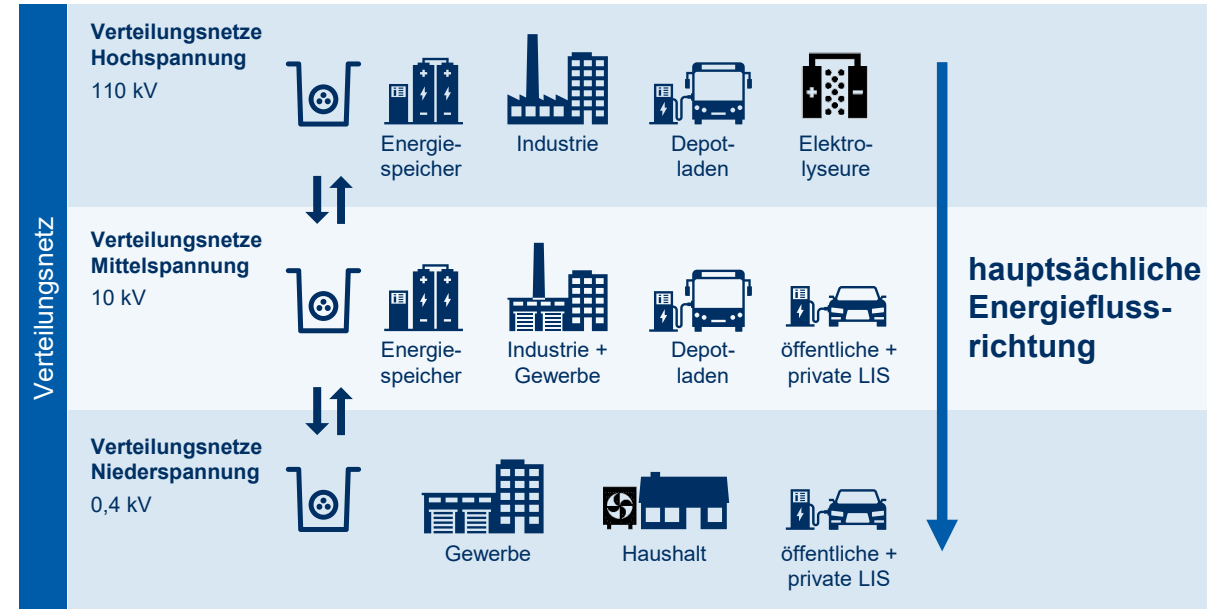 Verteilungsnetz
Verteilungsnetze
Hochspannung
110 kV
Energie-
speicher
Industrie
Depot-
laden
Elektro-
lyseure
Verteilungsnetze
Mittelspannung
10 kV
Energie-
speicher
Industrie +
Gewerbe
Depot-
laden
öffentliche +
private LIS
Verteilungsnetze
Niederspannung
0,4 kV
Gewerbe
Haushalt
öffentliche +
private LIS
hauptsächliche
Energiefluss-
richtung